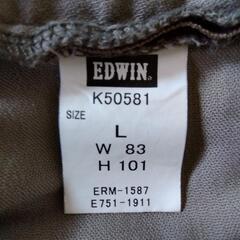 EDWIN
K50581
SIZE
L
W 83
H 101
ERM-1587
E751-1911